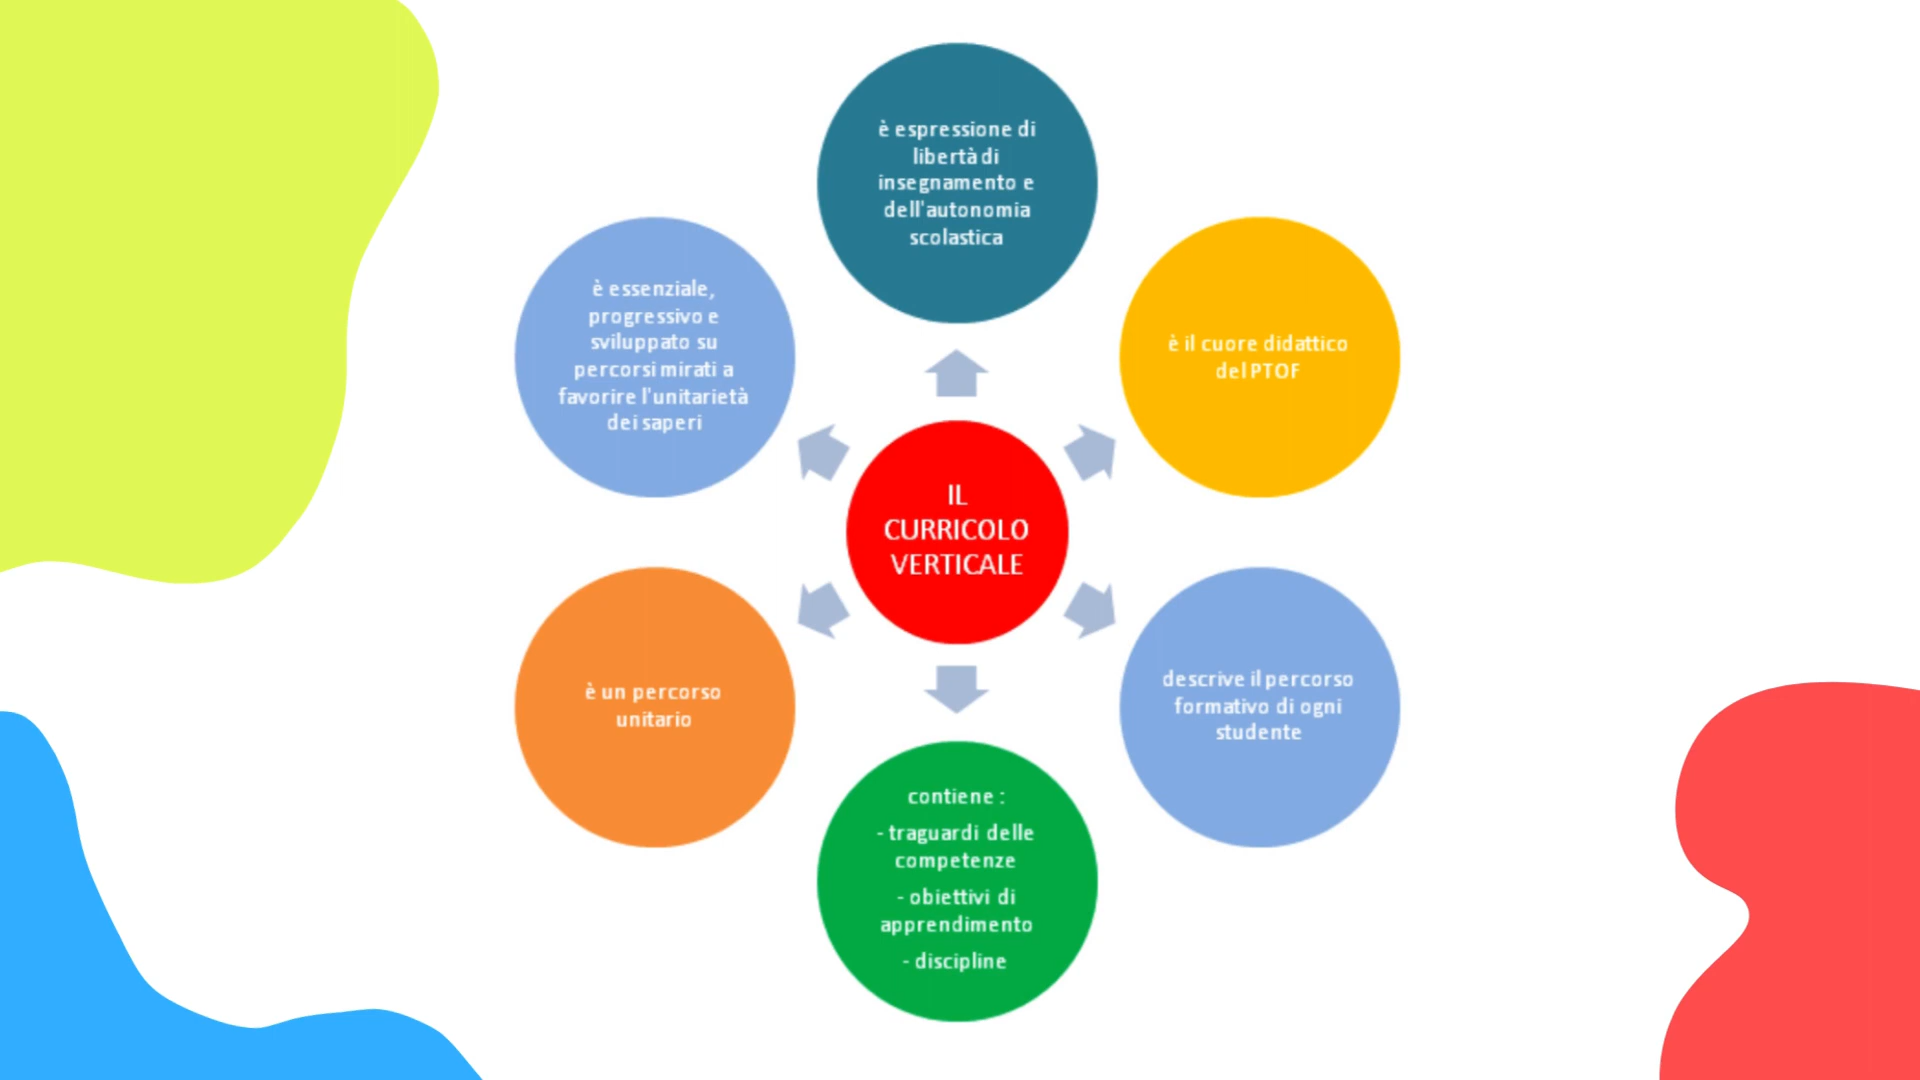 è espressione di
libertà di
insegnamento e
dell'autonomia
scolastica
è il cuore didattico
del PTOF
descrive il percorso
formativo di ogni
studente
contiene :
- traguardi delle
competenze
- obiettivi di
apprendimento
- discipline
è un percorso
unitario
è essenziale,
progressivo e
sviluppato su
percorsi mirati a
favorire l'unitarietà
dei saperi
IL
CURRICOLO
VERTICALE